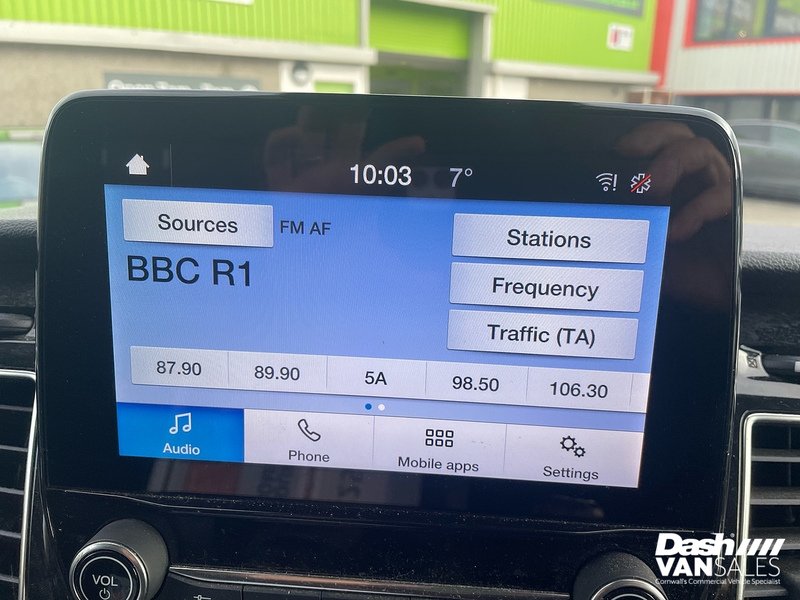 10:03 7°
Sources FM AF Stations
BBC R1
Frequency
Traffic (TA)
87.90 89.90 5A 98.50 106.30
Audio Phone Mobile apps Settings
VOL
Dash
VANSALES
Cornwall's Commercial Vehicle Specialist